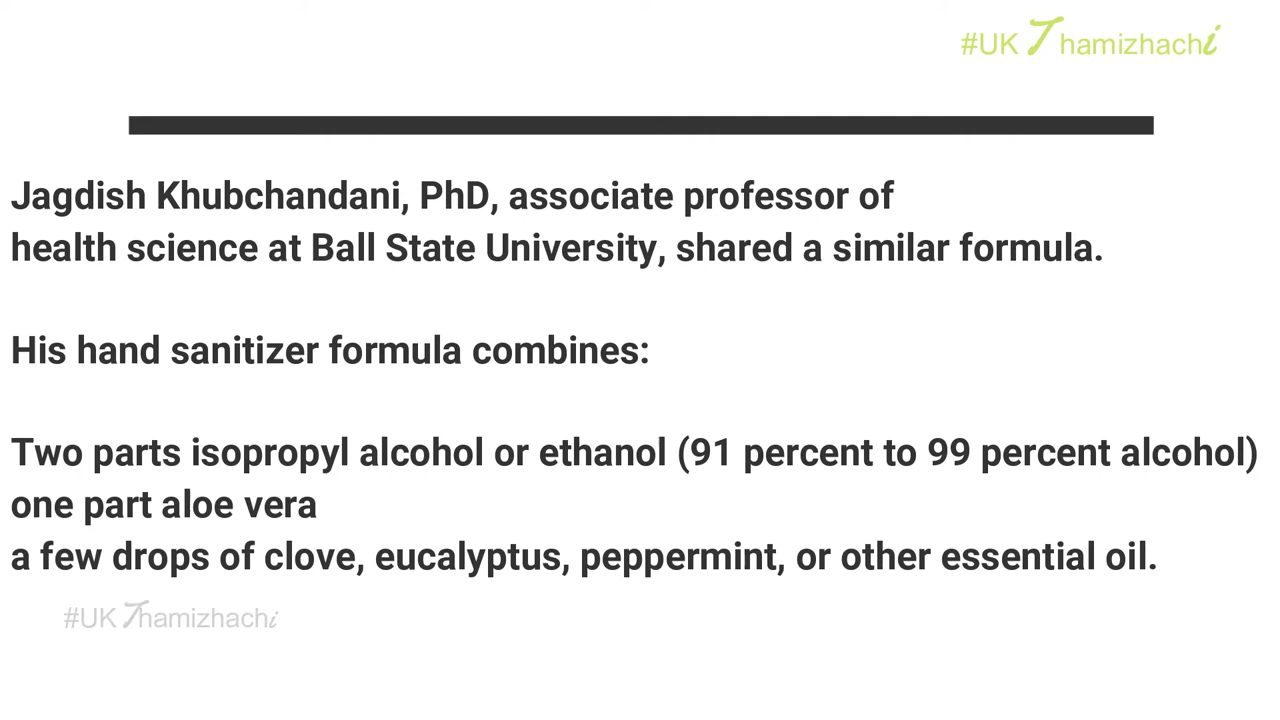 #UK Thamizhachi
Jagdish Khubchandani, PhD, associate professor of
health science at Ball State University, shared a similar formula.
His hand sanitizer formula combines:
Two parts isopropyl alcohol or ethanol (91 percent to 99 percent alcohol)
one part aloe vera
a few drops of clove, eucalyptus, peppermint, or other essential oil.
#UK Thamizhachi